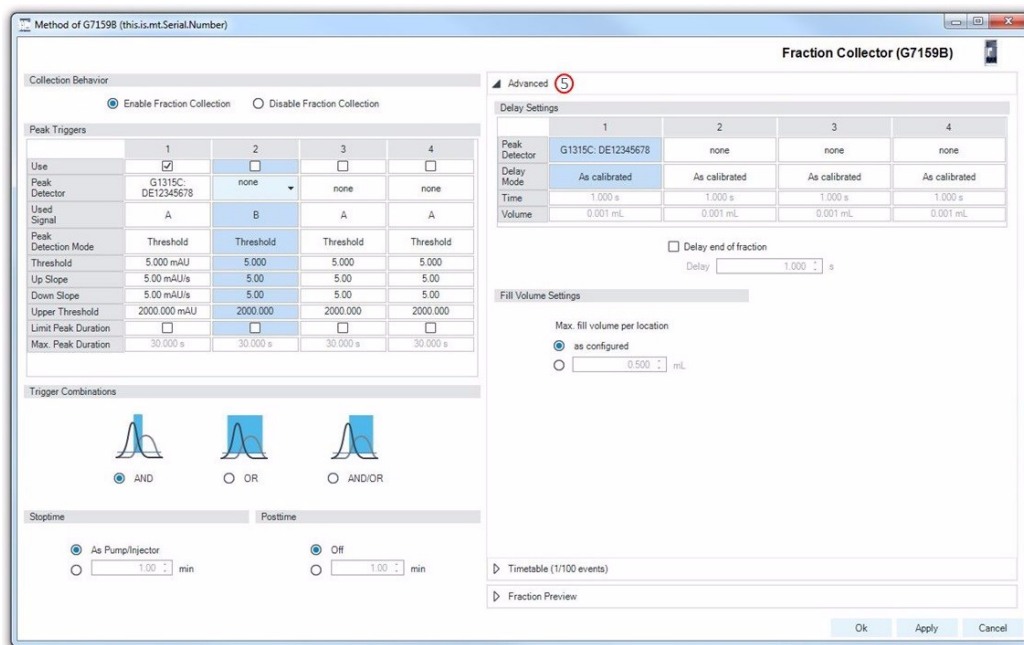 Method of G7159B (this.is.mt.Serial.Number)
Fraction Collector (G7159B)
Collection Behavior
Enable Fraction Collection Disable Fraction Collection
Peak Triggers
1 2 3 4
Use
Peak Detector G1315C: DE12345678 none none none
Used Signal A B A A
Peak Detection Mode Threshold Threshold Threshold Threshold
Threshold 5.000 mAU 5.000 5.000 5.000
Up Slope 5.00 mAU/s 5.00 5.00 5.00
Down Slope 5.00 mAU/s 5.00 5.00 5.00
Upper Threshold 2000.000 mAU 2000.000 2000.000 2000.000
Limit Peak Duration
Max. Peak Duration 30.000 s 30.000 s 30.000 s 30.000 s
Trigger Combinations
AND OR AND/OR
Stoptime Posttime
As Pump/Injector Off
1.00 min 1.00 min
Advanced 5
Delay Settings
1 2 3 4
Peak Detector G1315C: DE12345678 none none none
Delay Mode As calibrated As calibrated As calibrated As calibrated
Time 1.000 s 1.000 s 1.000 s 1.000 s
Volume 0.001 mL 0.001 mL 0.001 mL 0.001 mL
Delay end of fraction
Delay 1.000 s
Fill Volume Settings
Max. fill volume per location
as configured
0.500 mL
Timetable (1/100 events)
Fraction Preview
Ok Apply Cancel